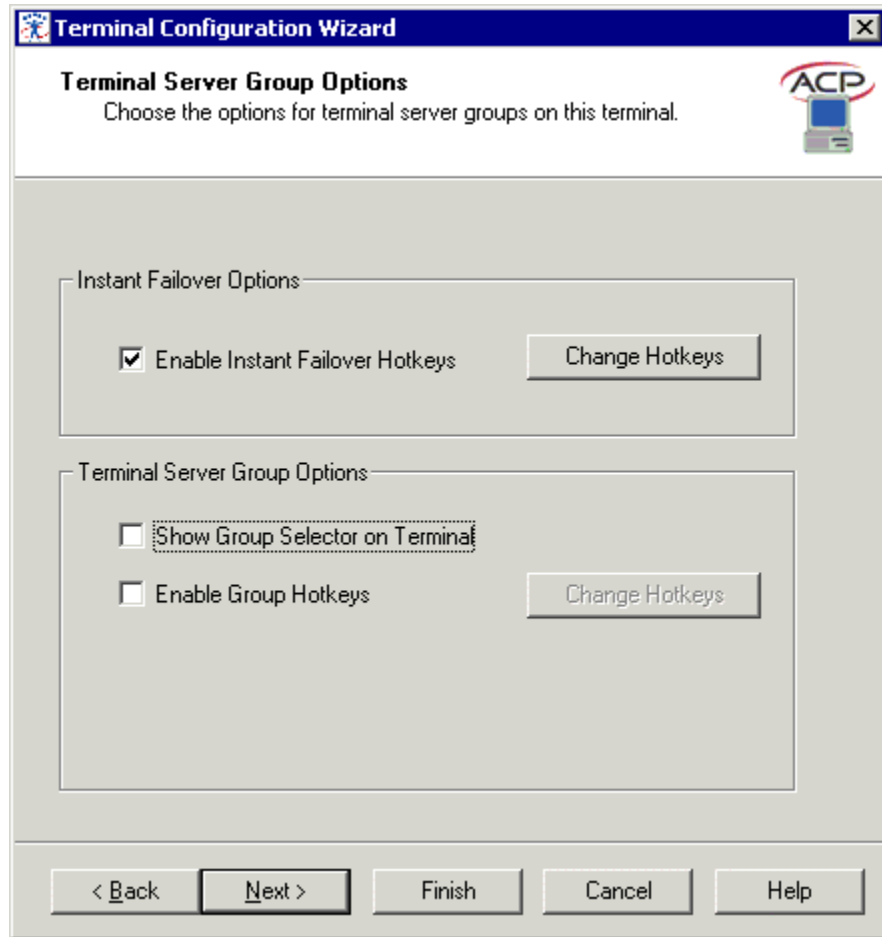 Terminal Configuration Wizard
Terminal Server Group Options
Choose the options for terminal server groups on this terminal.
ACP
Instant Failover Options
Enable Instant Failover Hotkeys
Change Hotkeys
Terminal Server Group Options
Show Group Selector on Terminal
Enable Group Hotkeys
Change Hotkeys
< Back
Next >
Finish
Cancel
Help